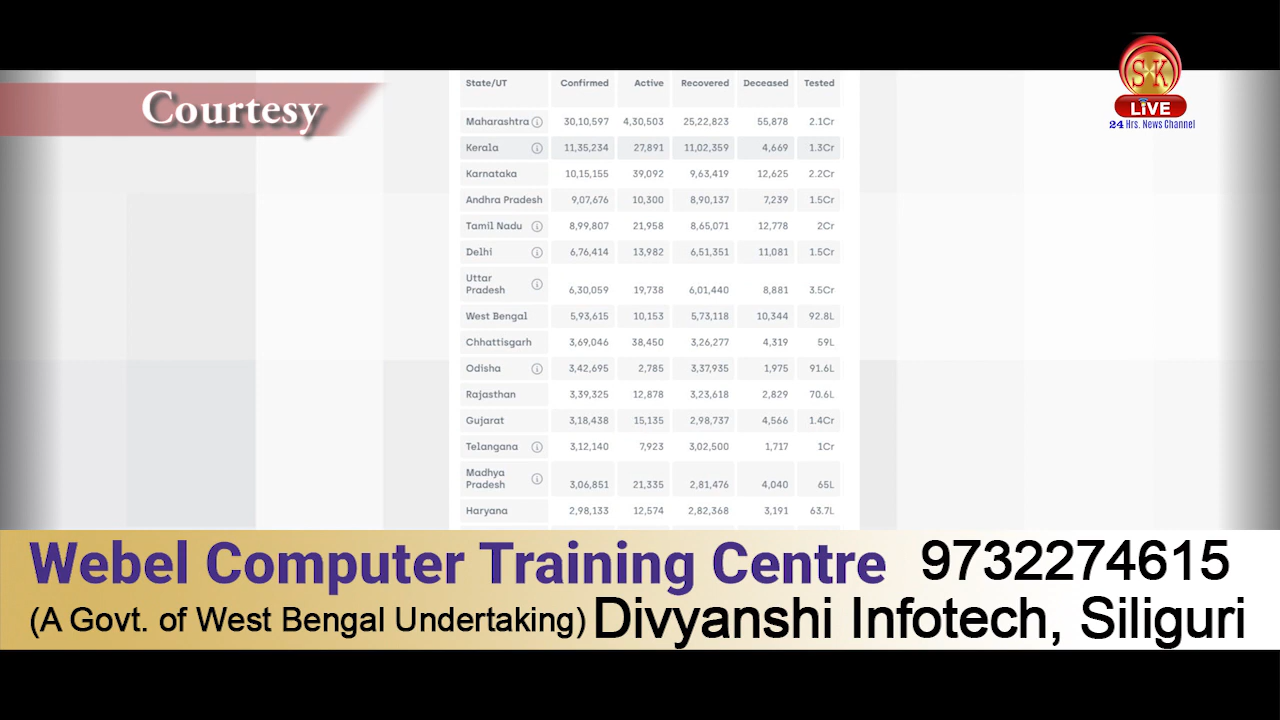 Courtesy
SK
LIVE
24 Hrs. News Channel
State/UT Confirmed Active Recovered Deceased Tested
Maharashtra 30,10,597 4,30,503 25,22,823 55,878 2.1Cr
Kerala 11,35,234 27,891 11,02,359 4,669 1.3Cr
Karnataka 10,15,155 39,092 9,63,419 12,625 2.2Cr
Andhra Pradesh 9,07,676 10,300 8,90,137 7,239 1.5Cr
Tamil Nadu 8,99,807 21,958 8,65,071 12,778 2Cr
Delhi 6,76,414 13,982 6,51,351 11,081 1.5Cr
Uttar
Pradesh 6,30,059 19,738 6,01,440 8,881 3.5Cr
West Bengal 5,93,615 10,153 5,73,118 10,344 92.8L
Chhattisgarh 3,69,046 38,450 3,26,277 4,319 59L
Odisha 3,42,695 2,785 3,37,935 1,975 91.6L
Rajasthan 3,39,325 12,878 3,23,618 2,829 70.6L
Gujarat 3,18,438 15,135 2,98,737 4,566 1.4Cr
Telangana 3,12,140 7,923 3,02,500 1,717 1Cr
Madhya
Pradesh 3,06,851 21,335 2,81,476 4,040 65L
Haryana 2,98,133 12,574 2,82,368 3,191 63.7L
Webel Computer Training Centre 9732274615
(A Govt. of West Bengal Undertaking) Divyanshi Infotech, Siliguri